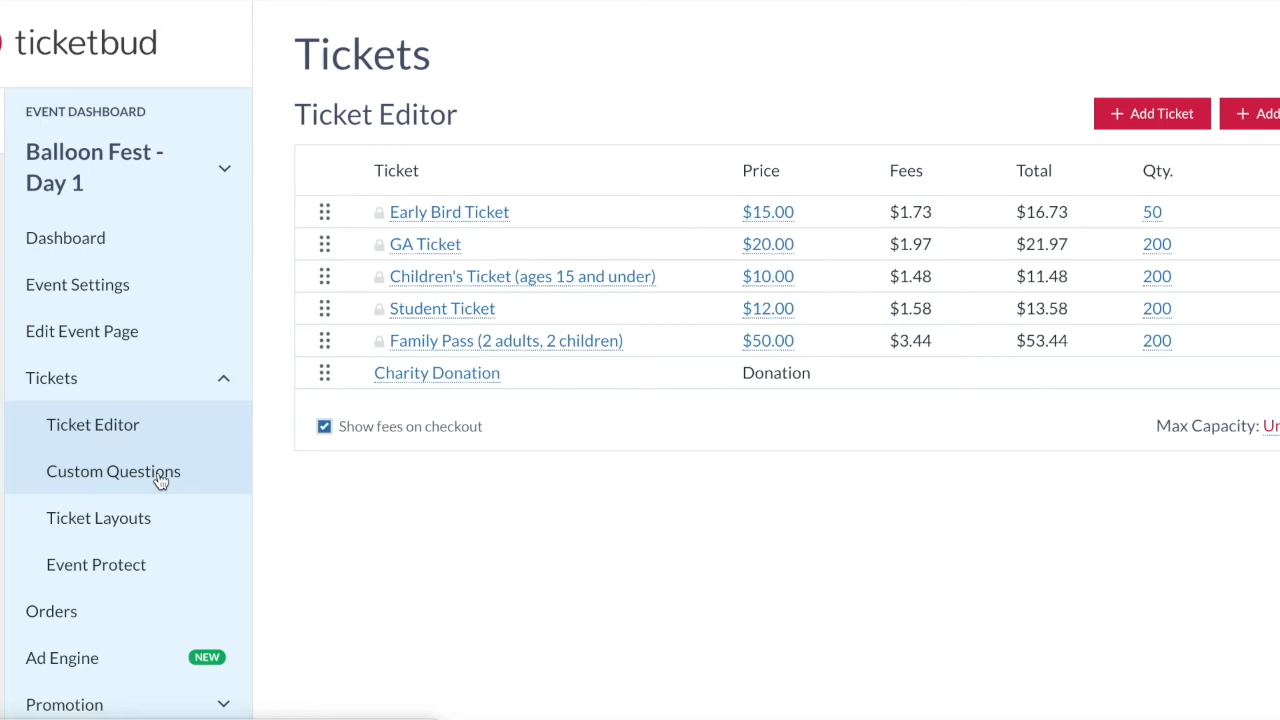 ticketbud
EVENT DASHBOARD
Balloon Fest -
Day 1
Dashboard
Event Settings
Edit Event Page
Tickets
Ticket Editor
Custom Questions
Ticket Layouts
Event Protect
Orders
Ad Engine NEW
Promotion
Tickets
Ticket Editor
+ Add Ticket + Add
Ticket Price Fees Total Qty.
Early Bird Ticket $15.00 $1.73 $16.73 50
GA Ticket $20.00 $1.97 $21.97 200
Children's Ticket (ages 15 and under) $10.00 $1.48 $11.48 200
Student Ticket $12.00 $1.58 $13.58 200
Family Pass (2 adults, 2 children) $50.00 $3.44 $53.44 200
Charity Donation Donation
Show fees on checkout Max Capacity: